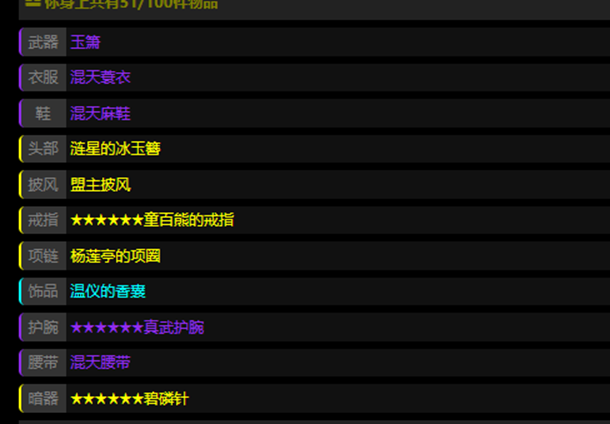 你身上共有51/100样物品
武器 玉箫
衣服 混天蓑衣
鞋 混天麻鞋
头部 涟星的冰玉簪
披风 盟主披风
戒指 ★★★★★★童百熊的戒指
项链 杨莲亭的项圈
饰品 温仪的香囊
护腕 ★★★★★★真武护腕
腰带 混天腰带
暗器 ★★★★★★碧磷针